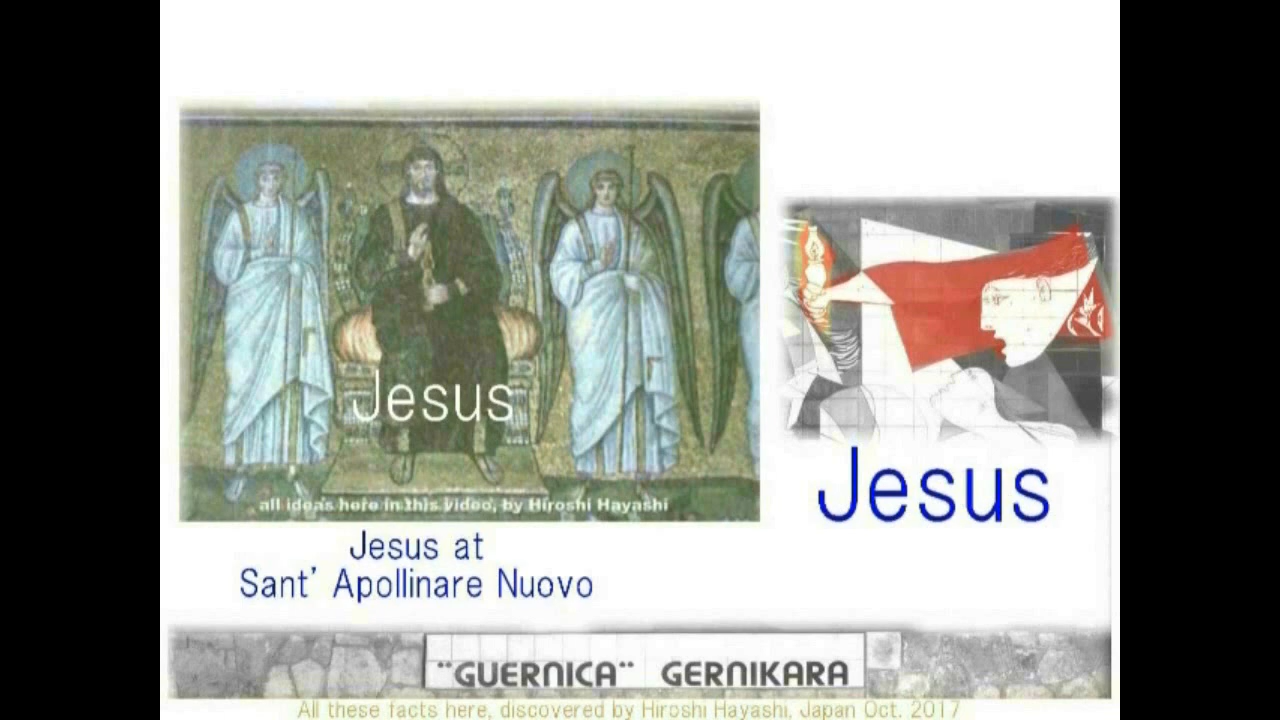 Jesus
all ideas here in this video, by Hiroshi Hayashi
Jesus at
Sant' Apollinare Nuovo
Jesus
"GUERNICA" GERNIKARA
All these facts here, discovered by Hiroshi Hayashi, Japan Oct. 2017